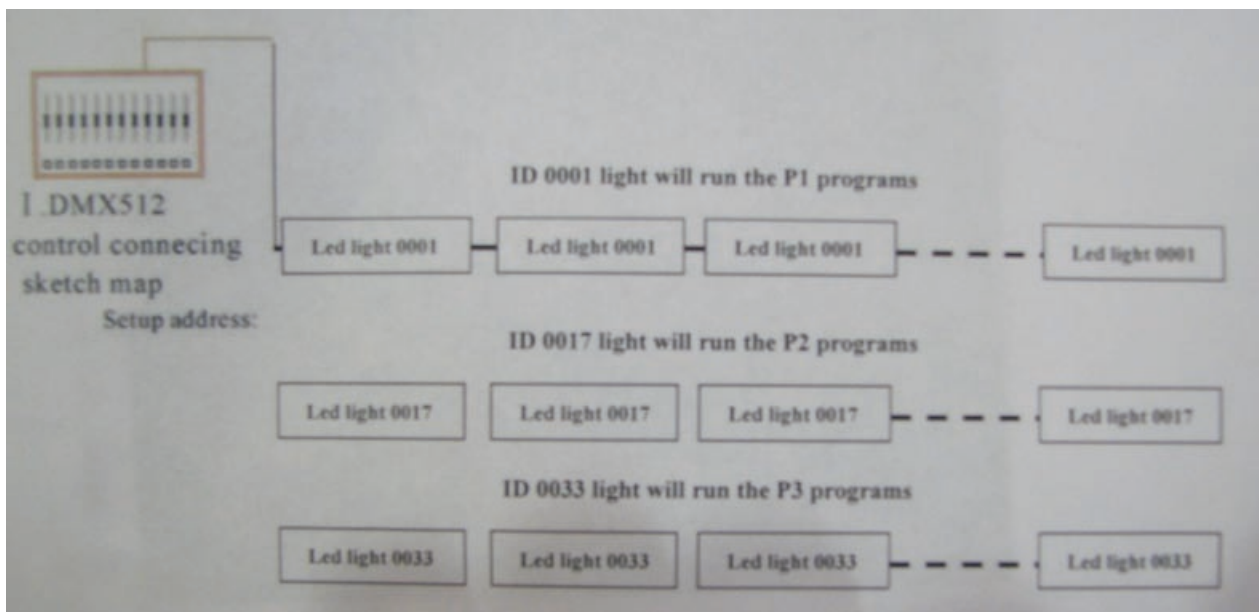 ID 0001 light will run the P1 programs
1 .DMX512
control connecing
sketch map
Setup address:
Led light 0001 Led light 0001 Led light 0001 Led light 0001
ID 0017 light will run the P2 programs
Led light 0017 Led light 0017 Led light 0017 Led light 0017
ID 0033 light will run the P3 programs
Led light 0033 Led light 0033 Led light 0033 Led light 0033